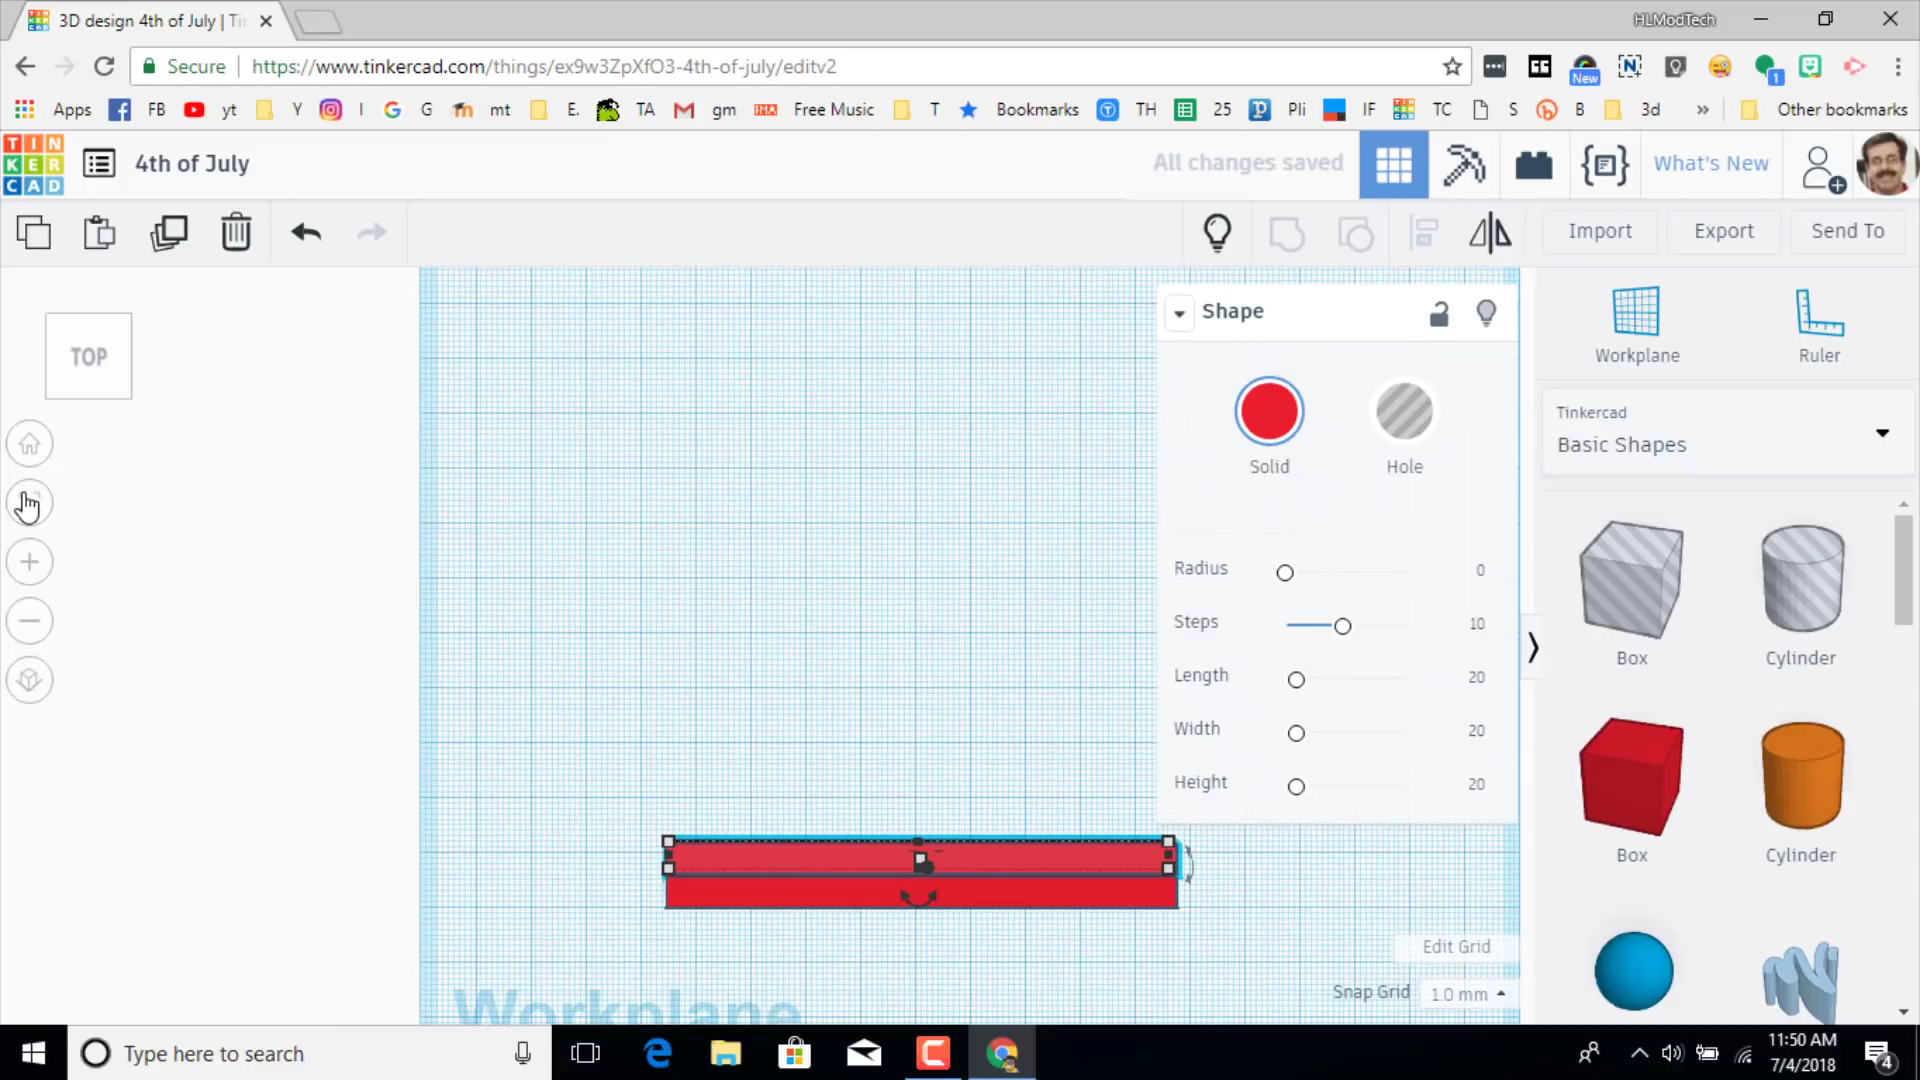 3D design 4th of July | Ti
HLModTech
Secure https://www.tinkercad.com/things/ex9w3ZpXfO3-4th-of-july/editv2
New
1
Apps FB yt Y I G mt E. TA gm Free Music T Bookmarks TH 25 Pli IF TC S B 3d » Other bookmarks
TINKERCAD
4th of July
All changes saved
What's New
Import Export Send To
TOP
Shape
Solid Hole
Radius 0
Steps 10
Length 20
Width 20
Height 20
Workplane Ruler
Tinkercad
Basic Shapes
Box Cylinder
Box Cylinder
Edit Grid
Snap Grid 1.0 mm
Workplane
Type here to search
11:50 AM
7/4/2018
4